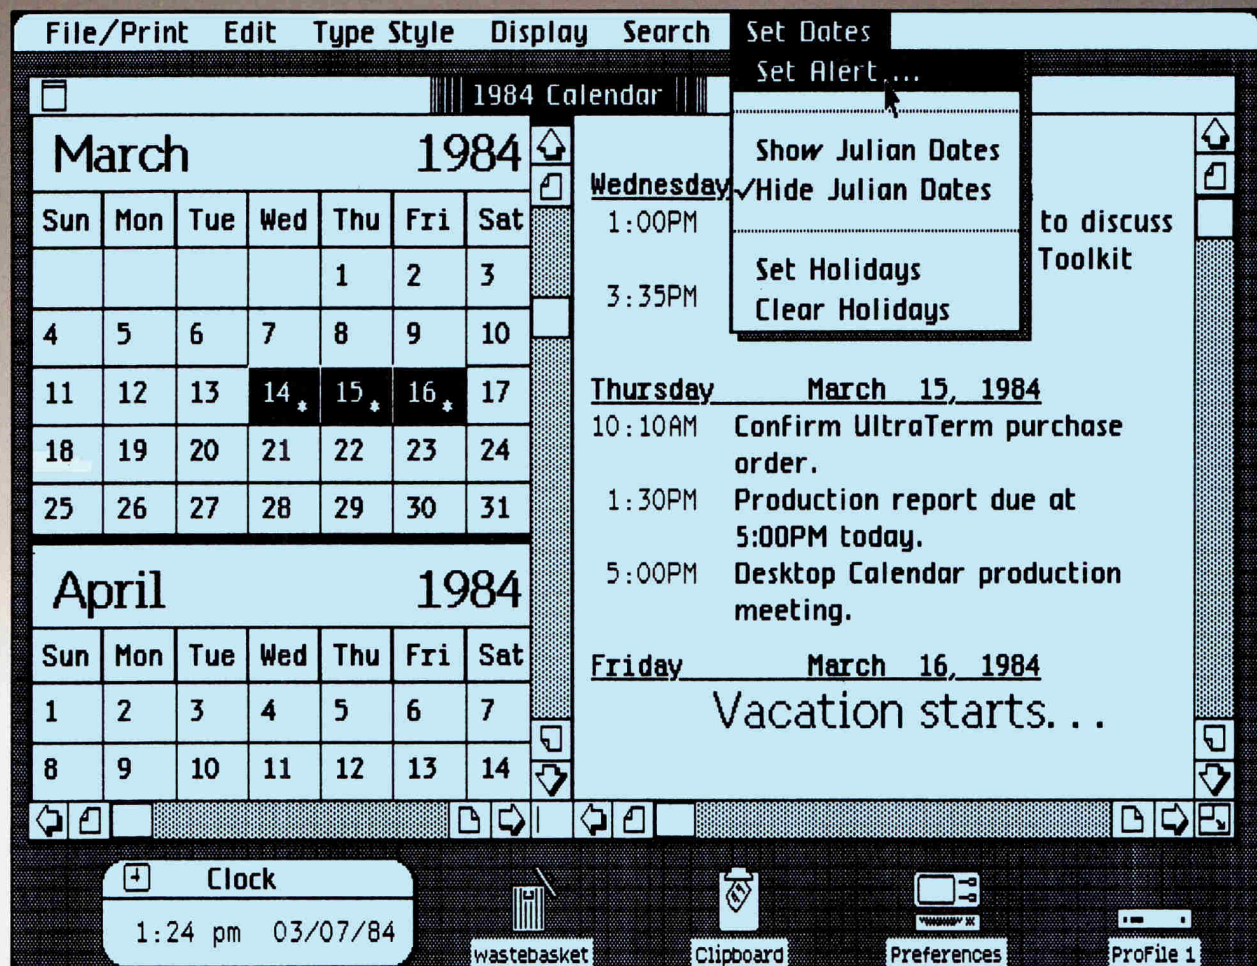 File/Print Edit Type Style Display Search Set Dates
Set Alert....
Show Julian Dates
✓Hide Julian Dates
Set Holidays
Clear Holidays
1984 Calendar
March 1984
Sun Mon Tue Wed Thu Fri Sat
1 2 3
4 5 6 7 8 9 10
11 12 13 14* 15* 16* 17
18 19 20 21 22 23 24
25 26 27 28 29 30 31
April 1984
Sun Mon Tue Wed Thu Fri Sat
1 2 3 4 5 6 7
8 9 10 11 12 13 14
Wednesday
1:00PM to discuss
Toolkit
3:35PM
Thursday March 15, 1984
10:10AM Confirm UltraTerm purchase
order.
1:30PM Production report due at
5:00PM today.
5:00PM Desktop Calendar production
meeting.
Friday March 16, 1984
Vacation starts. . .
Clock
1:24 pm 03/07/84
wastebasket
Clipboard
Preferences
ProFile 1